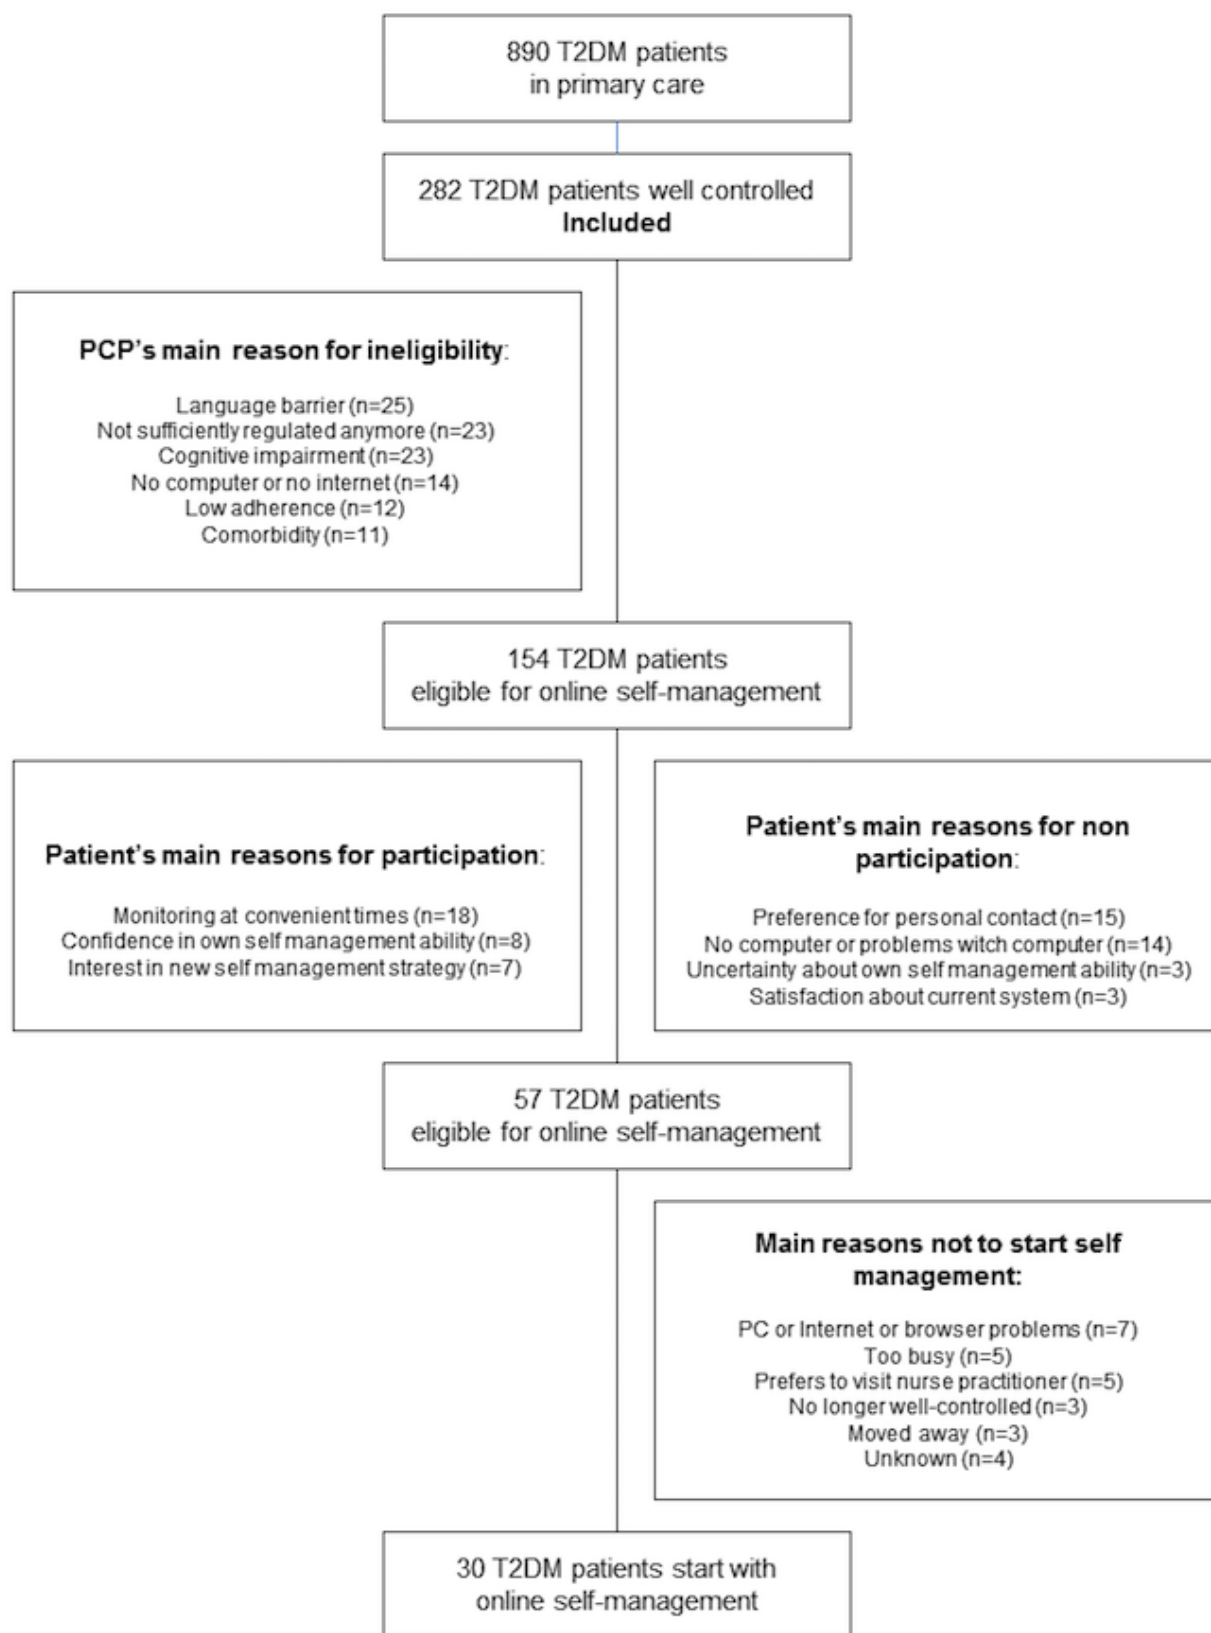 890 T2DM patients
in primary care
282 T2DM patients well controlled
Included
PCP's main reason for ineligibility:
Language barrier (n=25)
Not sufficiently regulated anymore (n=23)
Cognitive impairment (n=23)
No computer or no internet (n=14)
Low adherence (n=12)
Comorbidity (n=11)
154 T2DM patients
eligible for online self-management
Patient's main reasons for participation:
Monitoring at convenient times (n=18)
Confidence in own self management ability (n=8)
Interest in new self management strategy (n=7)
Patient's main reasons for non
participation:
Preference for personal contact (n=15)
No computer or problems witch computer (n=14)
Uncertainty about own self management ability (n=3)
Satisfaction about current system (n=3)
57 T2DM patients
eligible for online self-management
Main reasons not to start self
management:
PC or Internet or browser problems (n=7)
Too busy (n=5)
Prefers to visit nurse practitioner (n=5)
No longer well-controlled (n=3)
Moved away (n=3)
Unknown (n=4)
30 T2DM patients start with
online self-management